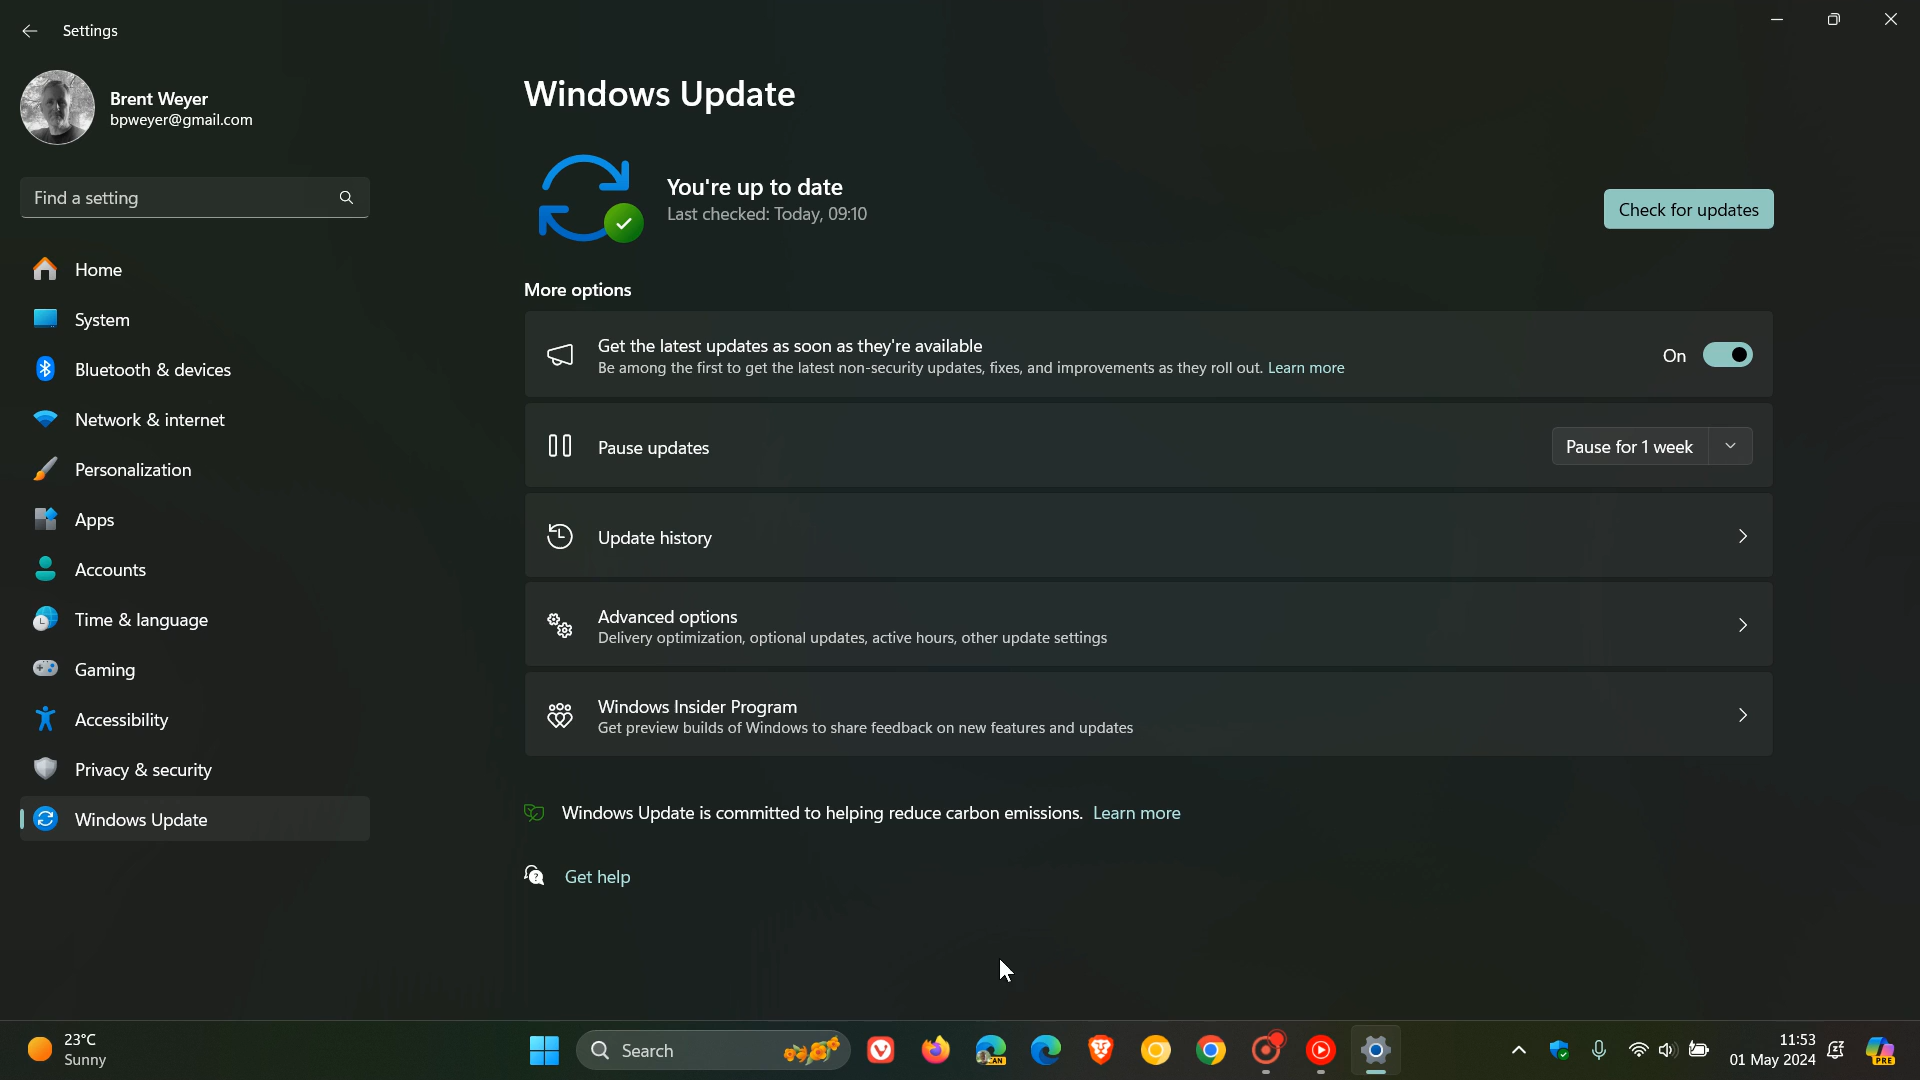 Settings
Brent Weyer
bpweyer@gmail.com
Find a setting
Home
System
Bluetooth & devices
Network & internet
Personalization
Apps
Accounts
Time & language
Gaming
Accessibility
Privacy & security
Windows Update
Windows Update
You're up to date
Last checked: Today, 09:10
Check for updates
More options
Get the latest updates as soon as they're available
Be among the first to get the latest non-security updates, fixes, and improvements as they roll out. Learn more
On
Pause updates
Pause for 1 week
Update history
Advanced options
Delivery optimization, optional updates, active hours, other update settings
Windows Insider Program
Get preview builds of Windows to share feedback on new features and updates
Windows Update is committed to helping reduce carbon emissions. Learn more
Get help
23°C
Sunny
Search
CAN
11:53
01 May 2024
PRE